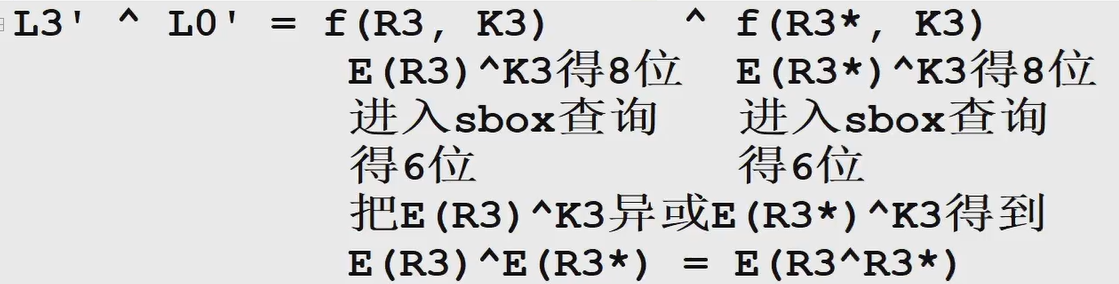 L3' ^ L0' = f(R3, K3) ^ f(R3*, K3)
E(R3)^K3得8位 E(R3*)^K3得8位
进入sbox查询 进入sbox查询
得6位 得6位
把E(R3)^K3异或E(R3*)^K3得到
E(R3)^E(R3*) = E(R3^R3*)